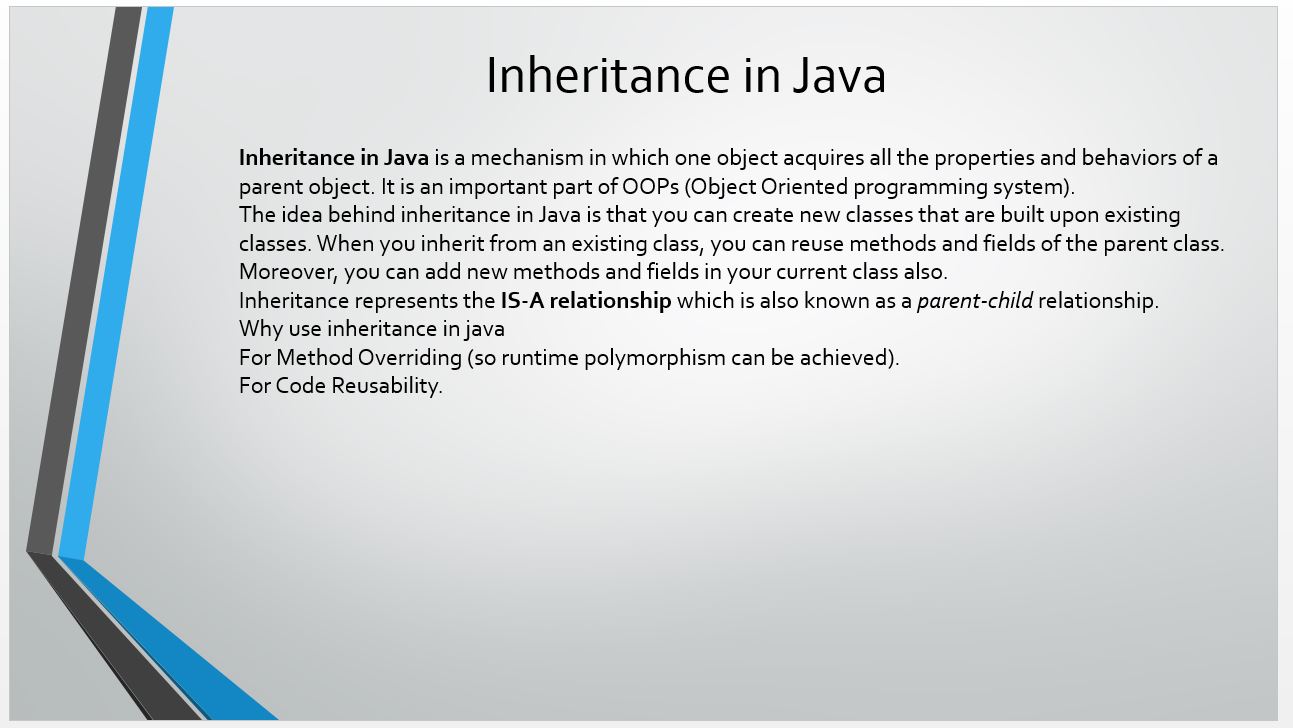 Inheritance in Java
Inheritance in Java is a mechanism in which one object acquires all the properties and behaviors of a
parent object. It is an important part of OOPs (Object Oriented programming system).
The idea behind inheritance in Java is that you can create new classes that are built upon existing
classes. When you inherit from an existing class, you can reuse methods and fields of the parent class.
Moreover, you can add new methods and fields in your current class also.
Inheritance represents the IS-A relationship which is also known as a parent-child relationship.
Why use inheritance in java
For Method Overriding (so runtime polymorphism can be achieved).
For Code Reusability.